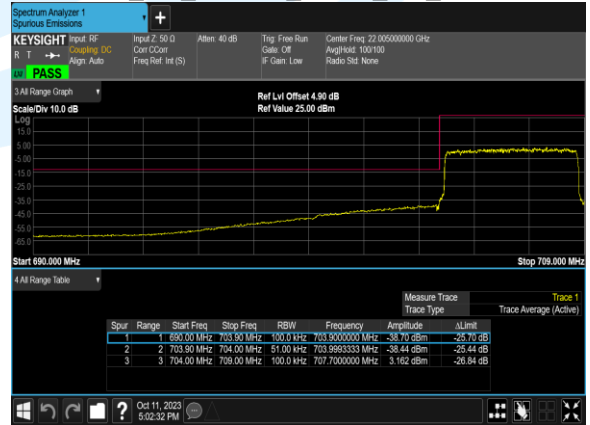 Spectrum Analyzer 1
Spurious Emissions
KEYSIGHT
R T
LW PASS
Input: RF
Coupling: DC
Align: Auto
Input Z: 50 Ω
Corr CCorr
Freq Ref: Int (S)
Atten: 40 dB
Trig: Free Run
Gate: Off
IF Gain: Low
Center Freq: 22.005000000 GHz
Avg|Hold: 100/100
Radio Std: None
3 All Range Graph
Scale/Div 10.0 dB
Ref Lvl Offset 4.90 dB
Ref Value 25.00 dBm
Log
15.0
5.00
-5.00
-15.0
-25.0
-35.0
-45.0
-55.0
-65.0
Start 690.000 MHz
Stop 709.000 MHz
4 All Range Table
Measure Trace Trace 1
Trace Type Trace Average (Active)
Spur Range Start Freq Stop Freq RBW Frequency Amplitude ΔLimit
1 1 690.00 MHz 703.90 MHz 100.0 kHz 703.9000000 MHz -38.70 dBm -25.70 dB
2 2 703.90 MHz 704.00 MHz 51.00 kHz 703.9993333 MHz -38.44 dBm -25.44 dB
3 3 704.00 MHz 709.00 MHz 100.0 kHz 707.7000000 MHz 3.162 dBm -26.84 dB
Oct 11, 2023
5:02:32 PM